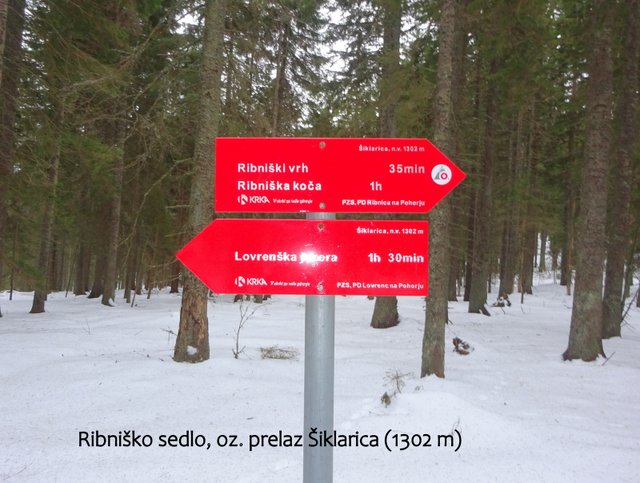 Šiklarica, n.v. 1302 m
Ribniški vrh 35min
Ribniška koča 1h
KRKA PZS, PD Ribnica na Pohorju
Šiklarica, n.v. 1302 m
Lovrenška 1h 30min
KRKA PZS, PD Lovrenc na Pohorju
Ribniško sedlo, oz. prelaz Šiklarica (1302 m)